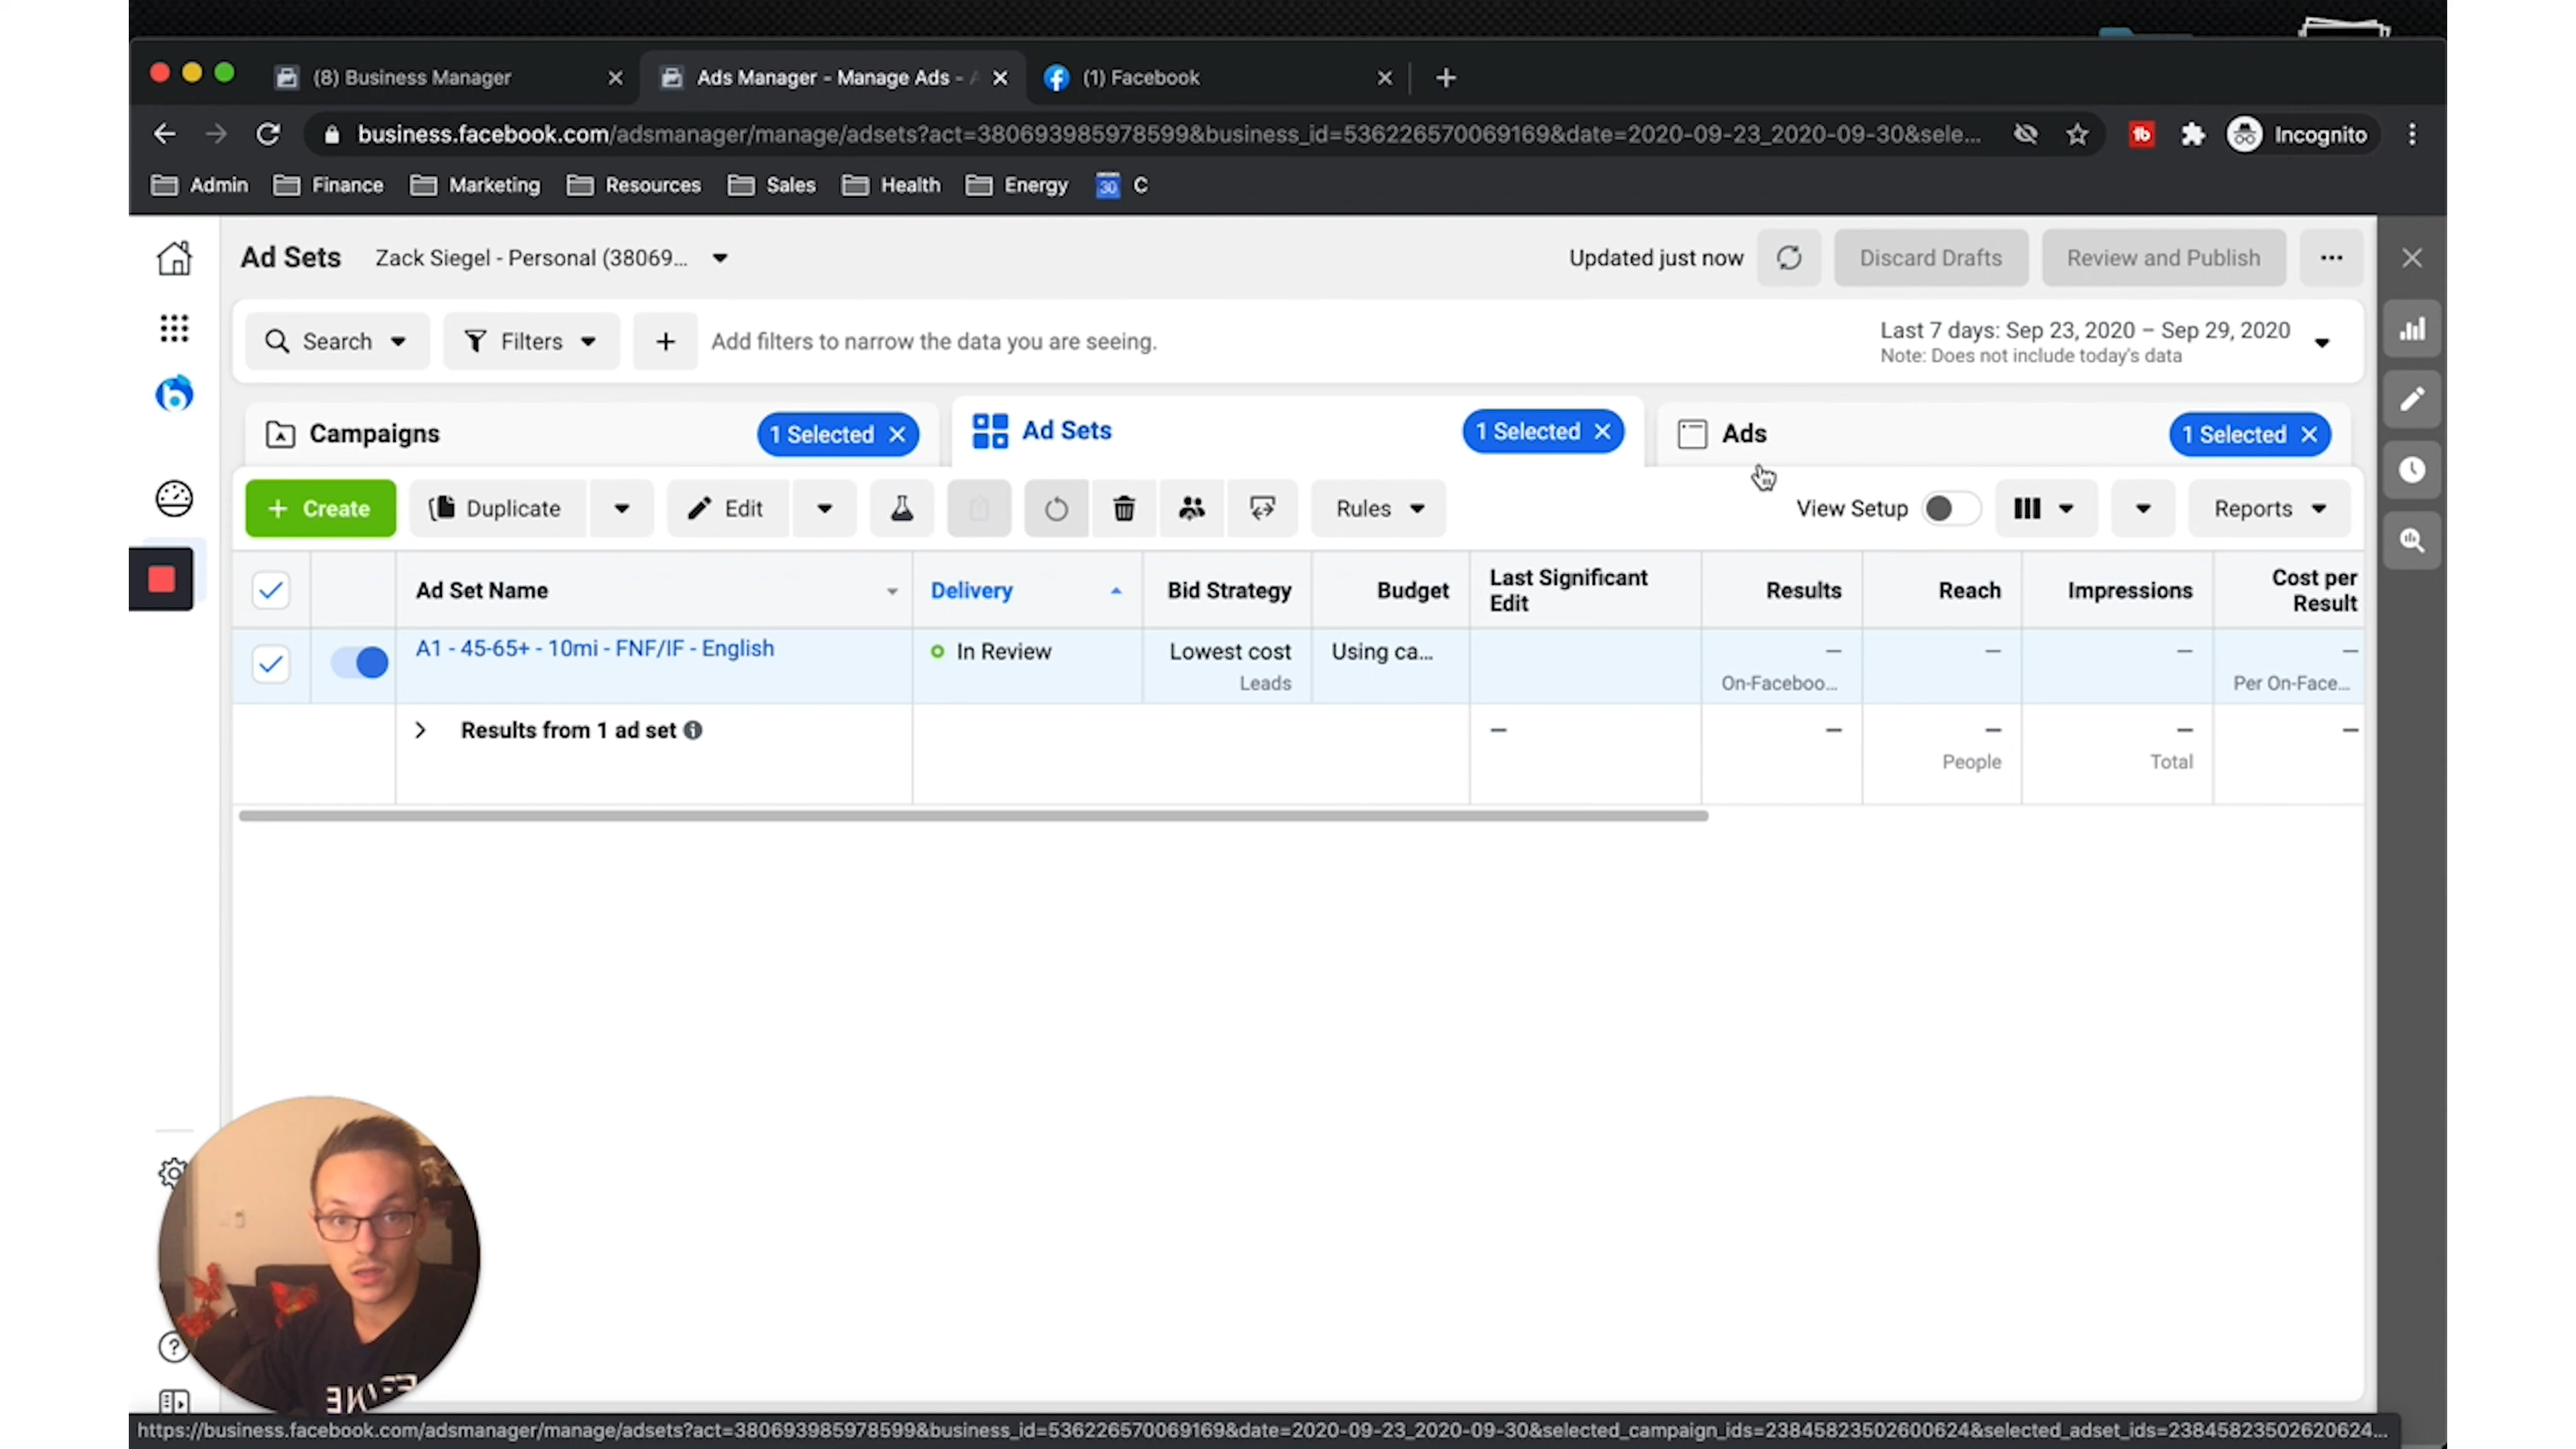 (8) Business Manager
Ads Manager - Manage Ads - A
(1) Facebook
business.facebook.com/adsmanager/manage/adsets?act=380693985978599&business_id=536226570069169&date=2020-09-23_2020-09-30&sele...
Incognito
Admin
Finance
Marketing
Resources
Sales
Health
Energy
30
C
Ad Sets
Zack Siegel - Personal (38069...
Updated just now
Discard Drafts
Review and Publish
Search
Filters
Add filters to narrow the data you are seeing.
Last 7 days: Sep 23, 2020 – Sep 29, 2020
Note: Does not include today's data
Campaigns
1 Selected
Ad Sets
1 Selected
Ads
1 Selected
+ Create
Duplicate
Edit
Rules
View Setup
Reports
Ad Set Name
Delivery
Bid Strategy
Budget
Last Significant
Edit
Results
Reach
Impressions
Cost per
Result
A1 - 45-65+ - 10mi - FNF/IF - English
In Review
Lowest cost
Leads
Using ca...
—
On-Faceboo...
—
—
—
Per On-Face...
Results from 1 ad set
—
—
—
People
—
Total
—
https://business.facebook.com/adsmanager/manage/adsets?act=380693985978599&business_id=536226570069169&date=2020-09-23_2020-09-30&selected_campaign_ids=23845823502600624&selected_adset_ids=23845823502620624...